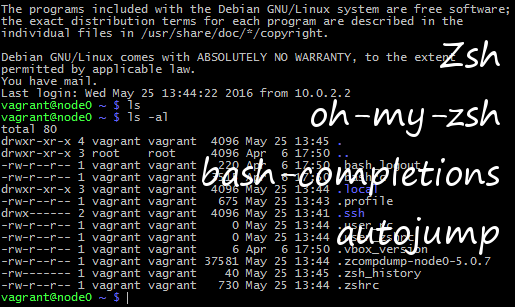 The programs included with the Debian GNU/Linux system are free software;
the exact distribution terms for each program are described in the
individual files in /usr/share/doc/*/copyright.
Debian GNU/Linux comes with ABSOLUTELY NO WARRANTY, to the extent
permitted by applicable law.
You have mail.
Last login: Wed May 25 13:44:22 2016 from 10.0.2.2
vagrant@node0 ~ $ ls
vagrant@node0 ~ $ ls -al
total 80
drwxr-xr-x 4 vagrant vagrant 4096 May 25 13:45 .
drwxr-xr-x 3 root root 4096 Apr 6 17:50 ..
-rw-r--r-- 1 vagrant vagrant 220 Apr 6 17:50 .bash_logout
-rw-r--r-- 1 vagrant vagrant
drwxr-xr-x 3 vagrant vagrant 4096 May 25 13:44 .local
-rw-r--r-- 1 vagrant vagrant 675 May 25 13:43 .profile
drwx------ 2 vagrant vagrant 4096 May 25 13:41 .ssh
-rw-r--r-- 1 vagrant vagrant 0 May 25 13:44
-rw-r--r-- 1 vagrant vagrant 0 May 25 13:44
-rw-r--r-- 1 vagrant vagrant 6 Apr 6 17:50 .vbox_version
-rw-r--r-- 1 vagrant vagrant 37581 May 25 13:44 .zcompdump-node0-5.0.7
-rw------- 1 vagrant vagrant 40 May 25 13:45 .zsh_history
-rw-r--r-- 1 vagrant vagrant 730 May 25 13:44 .zshrc
vagrant@node0 ~ $
Zsh
oh-my-zsh
bash-completions
autojump